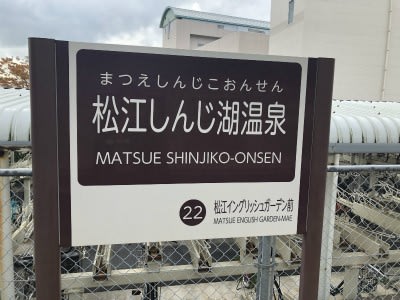 まつえしんじこおんせん
松江しんじ湖温泉
MATSUE SHINJIKO-ONSEN
22 松江イングリッシュガーデン前
MATSUE ENGLISH GARDEN-MAE